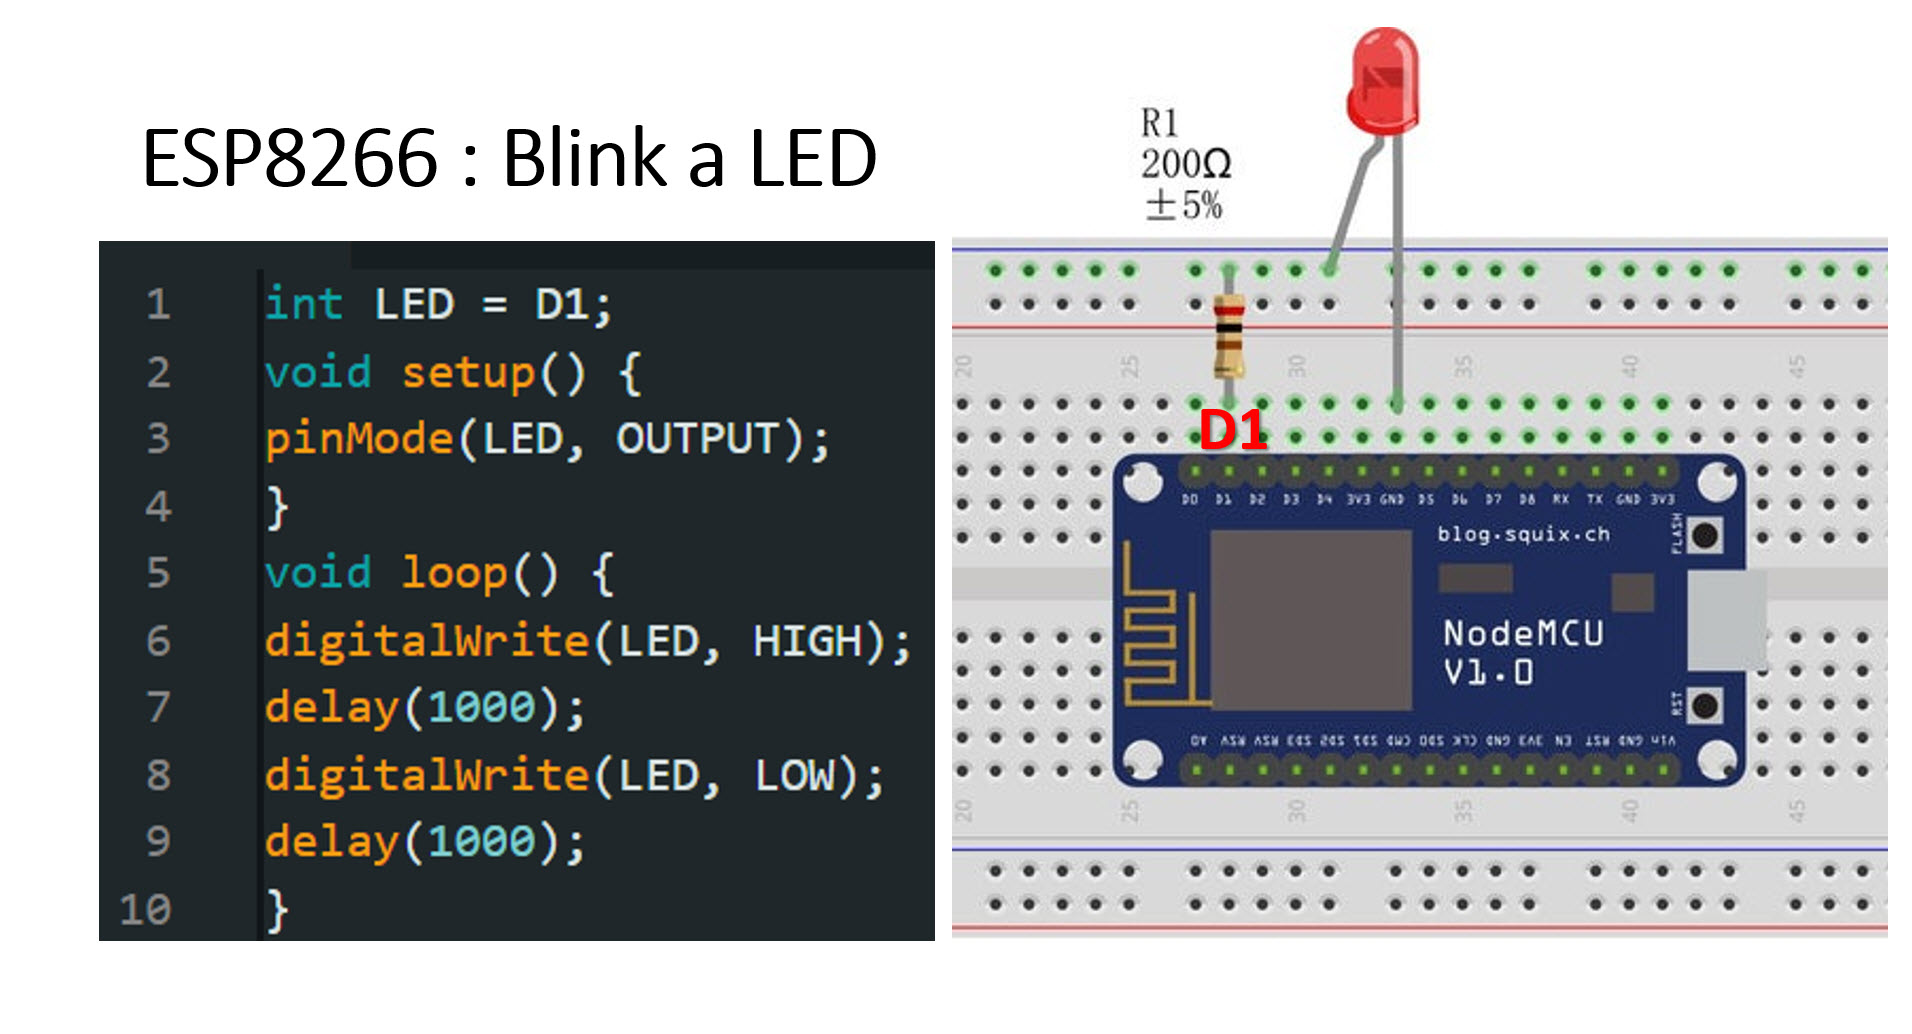 ESP8266 : Blink a LED
1 int LED = D1;
2 void setup() {
3 pinMode(LED, OUTPUT);
4 }
5 void loop() {
6 digitalWrite(LED, HIGH);
7 delay(1000);
8 digitalWrite(LED, LOW);
9 delay(1000);
10 }
R1
200Ω
±5%
20 25 30 35 40 45
D1
D0 D1 D2 D3 D4 3V3 GND D5 D6 D7 D8 RX TX GND 3V3
blog.squix.ch
FLASH
NodeMCU
V1.0
RST
A0 RSV RSV SD3 SD2 SD1 CMD SD0 CLK GND 3V3 EN RST GND Vin
20 25 30 35 40 45